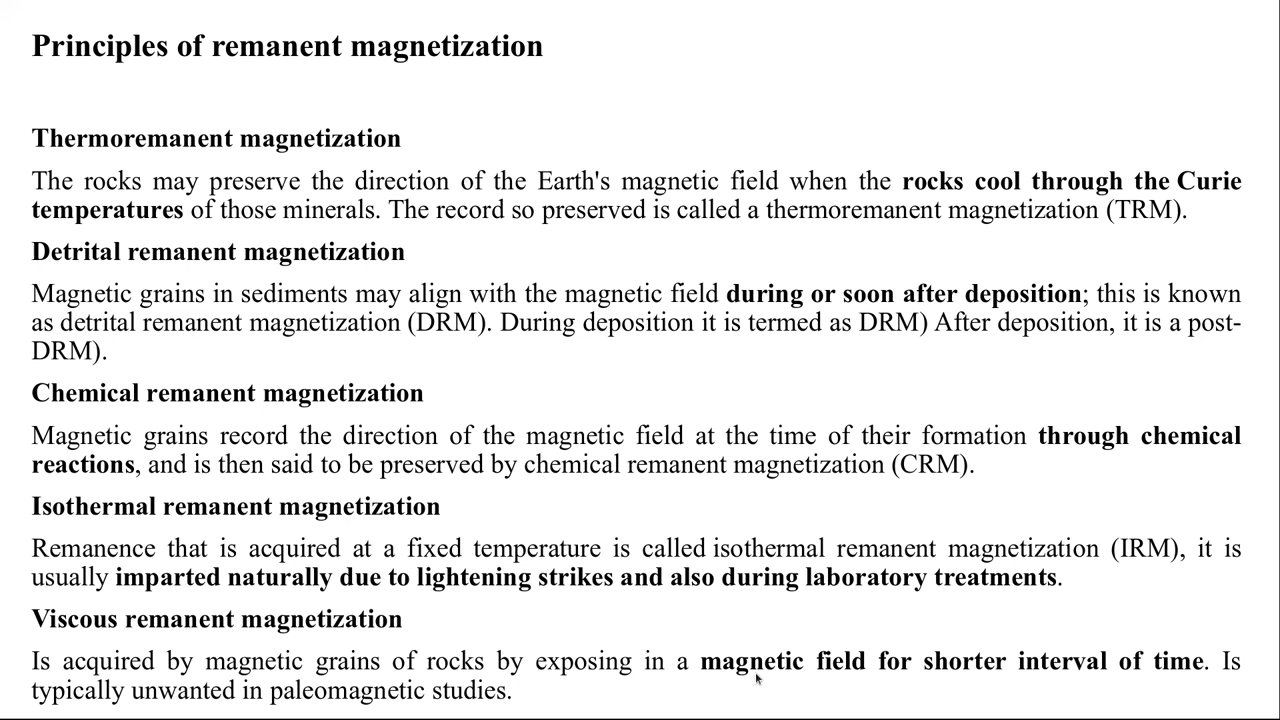 Principles of remanent magnetization
Thermoremanent magnetization
The rocks may preserve the direction of the Earth's magnetic field when the rocks cool through the Curie
temperatures of those minerals. The record so preserved is called a thermoremanent magnetization (TRM).
Detrital remanent magnetization
Magnetic grains in sediments may align with the magnetic field during or soon after deposition; this is known
as detrital remanent magnetization (DRM). During deposition it is termed as DRM) After deposition, it is a post-
DRM).
Chemical remanent magnetization
Magnetic grains record the direction of the magnetic field at the time of their formation through chemical
reactions, and is then said to be preserved by chemical remanent magnetization (CRM).
Isothermal remanent magnetization
Remanence that is acquired at a fixed temperature is called isothermal remanent magnetization (IRM), it is
usually imparted naturally due to lightening strikes and also during laboratory treatments.
Viscous remanent magnetization
Is acquired by magnetic grains of rocks by exposing in a magnetic field for shorter interval of time. Is
typically unwanted in paleomagnetic studies.